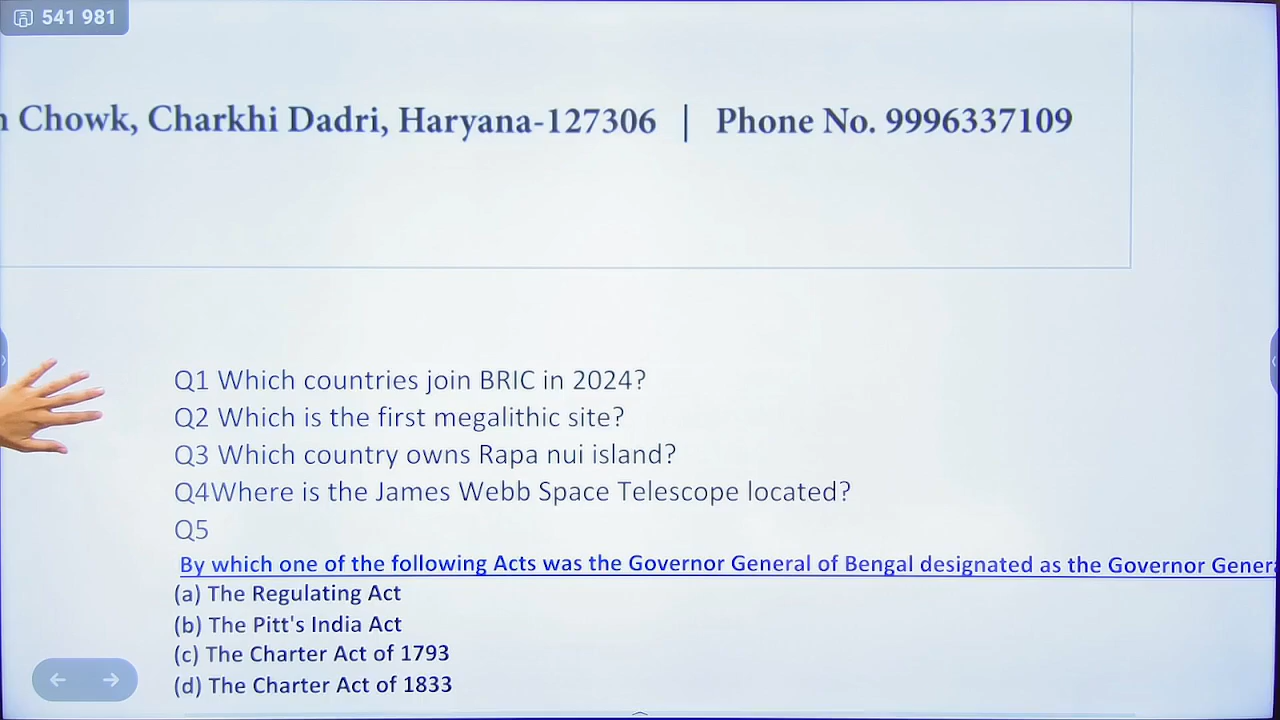 541 981
Chowk, Charkhi Dadri, Haryana-127306 | Phone No. 9996337109
Q1 Which countries join BRIC in 2024?
Q2 Which is the first megalithic site?
Q3 Which country owns Rapa nui island?
Q4Where is the James Webb Space Telescope located?
Q5
By which one of the following Acts was the Governor General of Bengal designated as the Governor
(a) The Regulating Act
(b) The Pitt's India Act
(c) The Charter Act of 1793
(d) The Charter Act of 1833